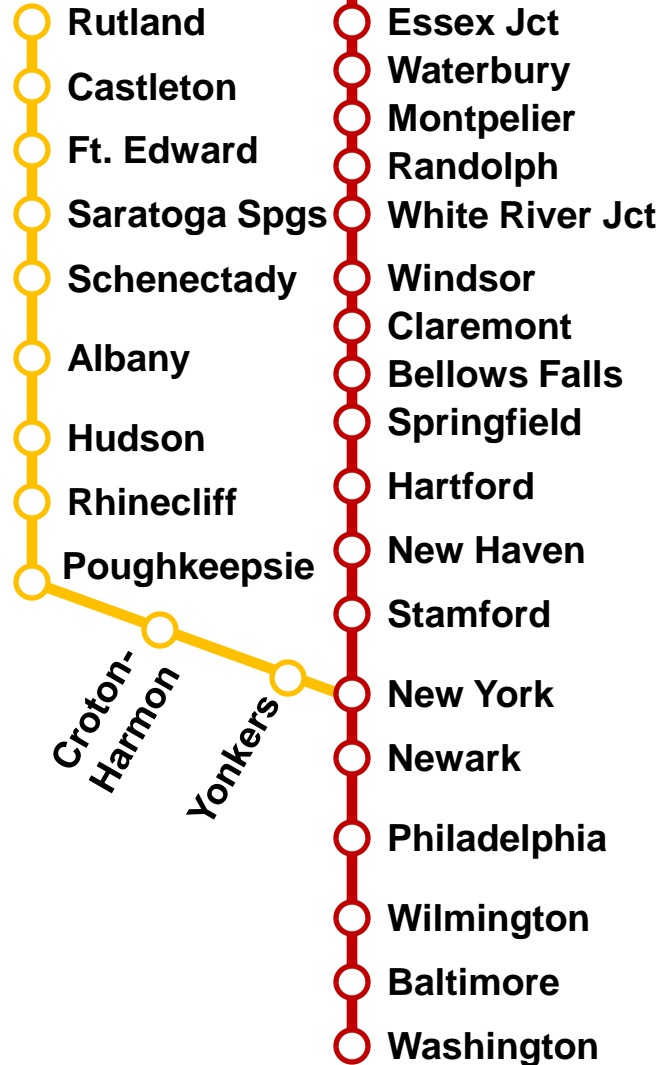 Rutland
Castleton
Ft. Edward
Saratoga Spgs
Schenectady
Albany
Hudson
Rhinecliff
Poughkeepsie
Croton-
Harmon
Yonkers
Essex Jct
Waterbury
Montpelier
Randolph
White River Jct
Windsor
Claremont
Bellows Falls
Springfield
Hartford
New Haven
Stamford
New York
Newark
Philadelphia
Wilmington
Baltimore
Washington